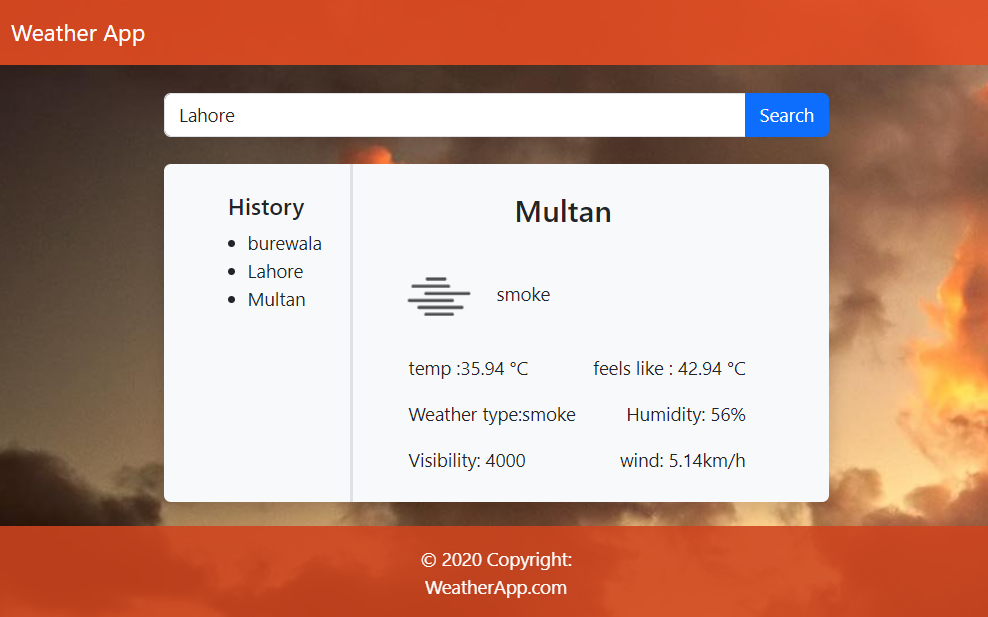 Weather App
Lahore
Search
History
burewala
Lahore
Multan
Multan
smoke
temp :35.94 °C
feels like : 42.94 °C
Weather type:smoke
Humidity: 56%
Visibility: 4000
wind: 5.14km/h
© 2020 Copyright:
WeatherApp.com